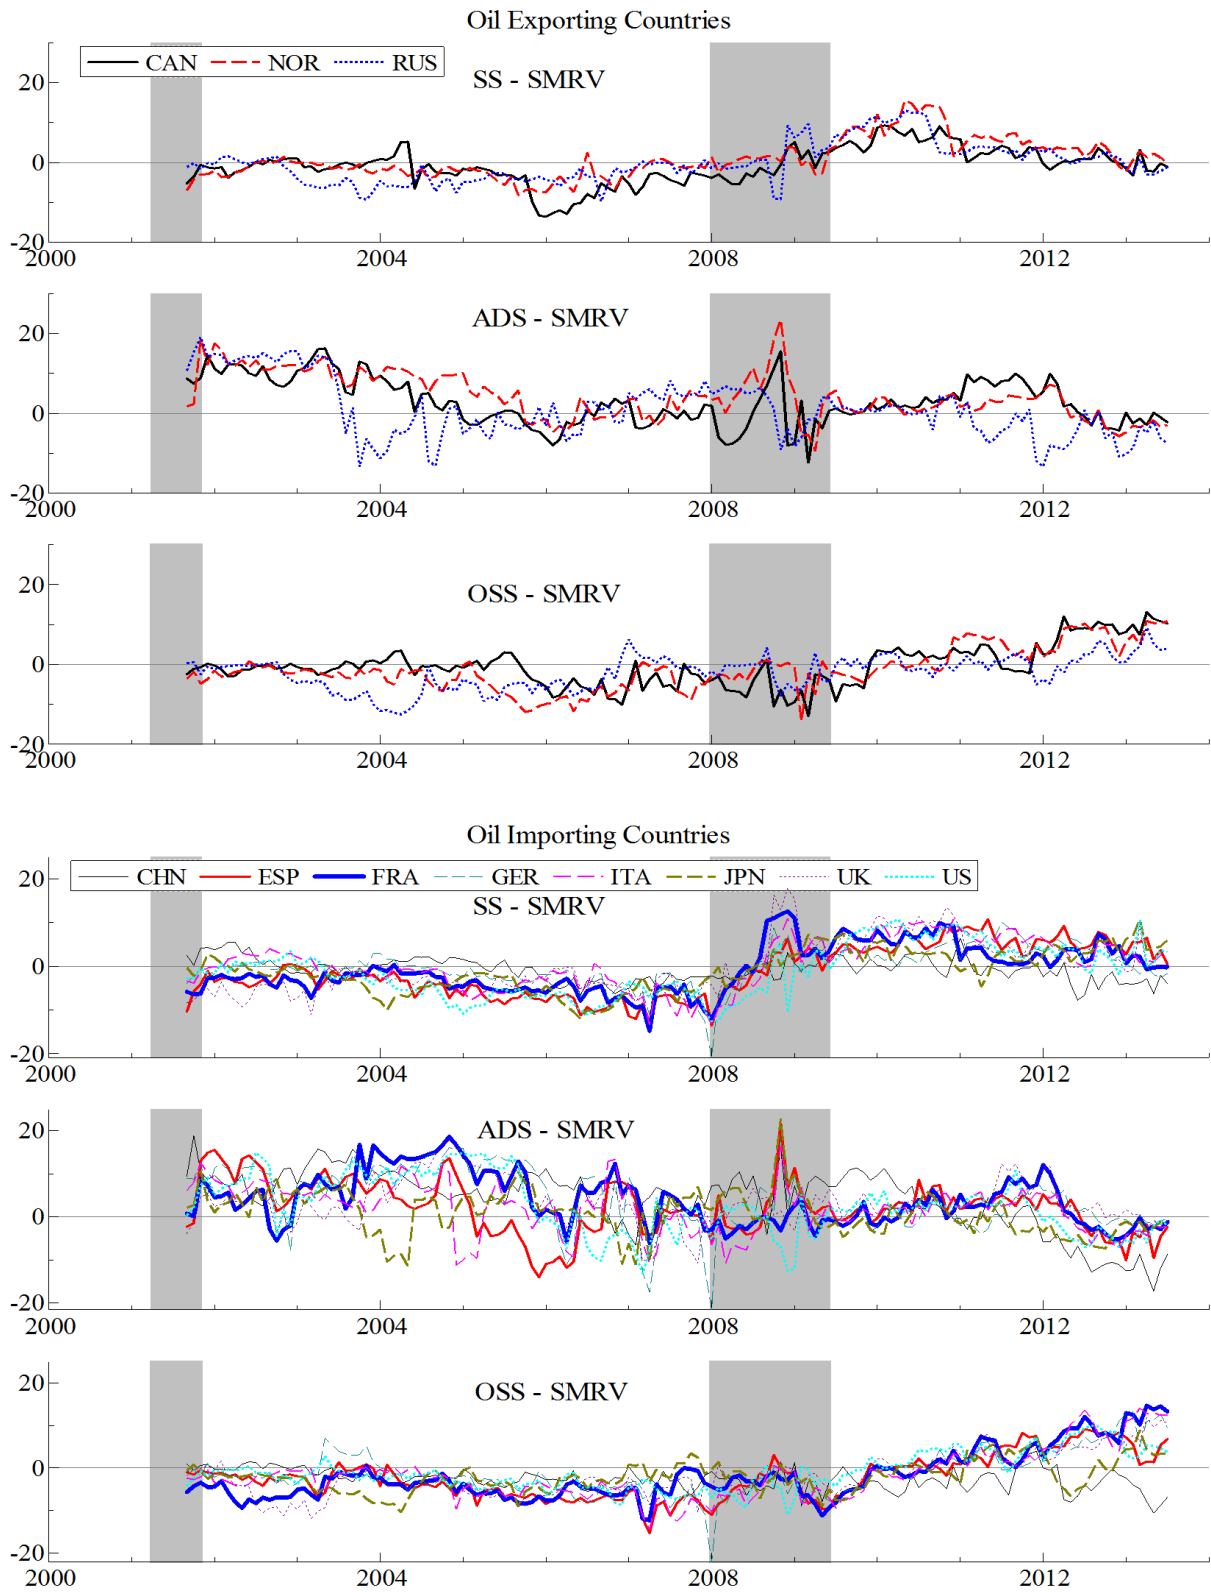 Oil Exporting Countries
CAN NOR RUS
SS - SMRV
20
0
-20
2000 2004 2008 2012
ADS - SMRV
20
0
-20
2000 2004 2008 2012
OSS - SMRV
20
0
-20
2000 2004 2008 2012
Oil Importing Countries
CHN ESP FRA GER ITA JPN UK US
SS - SMRV
20
0
-20
2000 2004 2008 2012
ADS - SMRV
20
0
-20
2000 2004 2008 2012
OSS - SMRV
20
0
-20
2000 2004 2008 2012